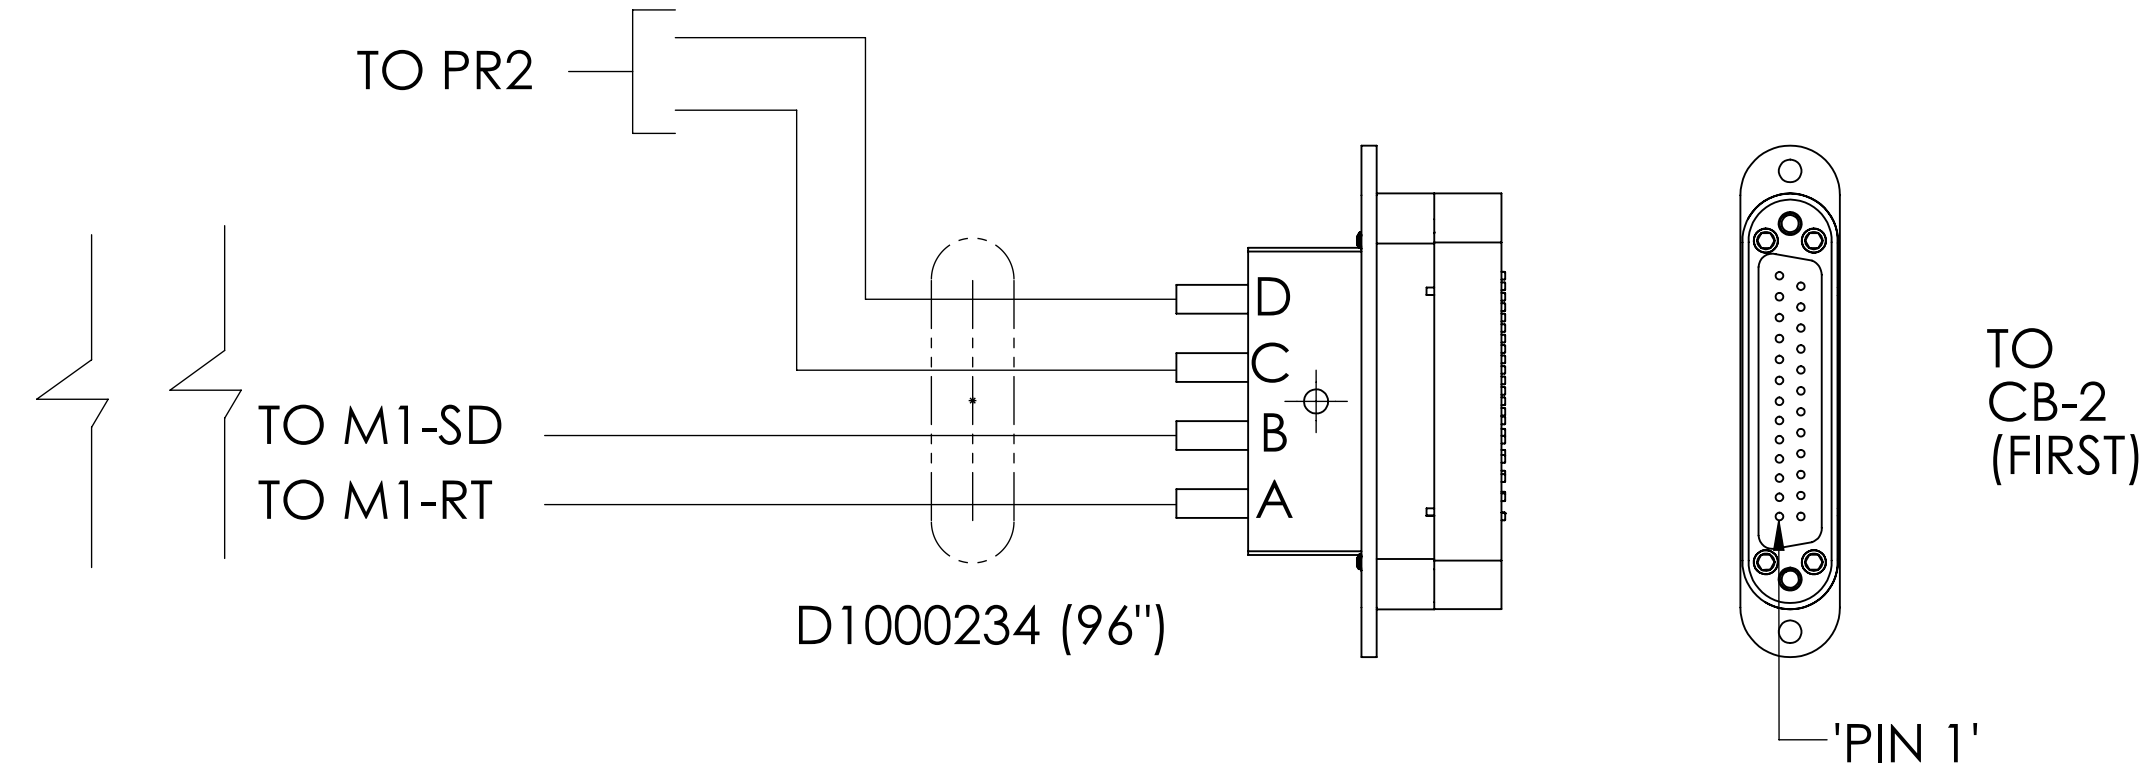 TO PR2
D
C
B
A
TO M1-SD
TO M1-RT
D1000234 (96")
TO
CB-2
(FIRST)
'PIN 1'